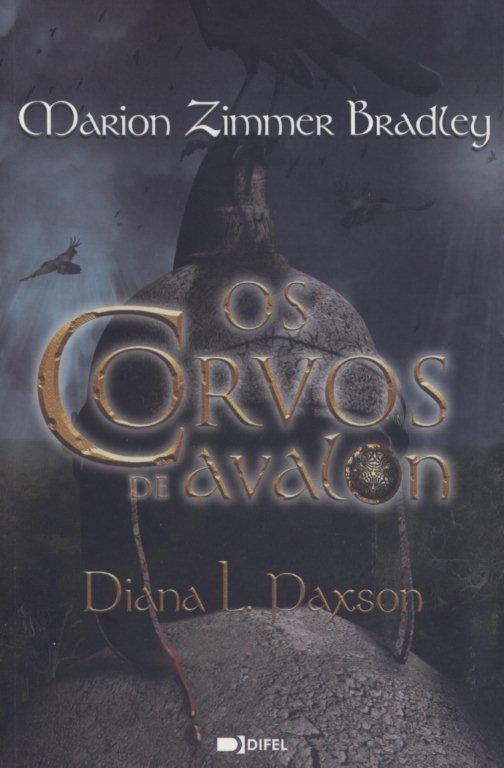 Marion Zimmer Bradley
OS
CORVOS
DE avalon
Diana L. Paxson
DIFEL